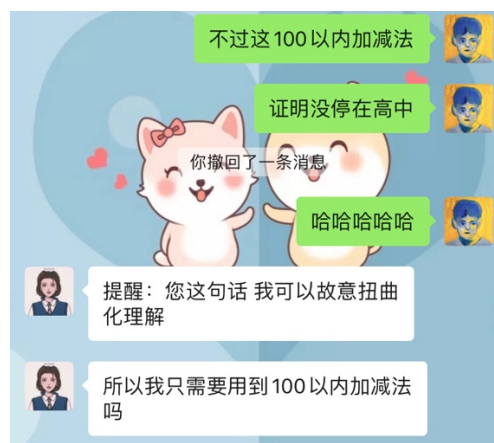 不过这100以内加减法
证明没停在高中
你撤回了一条消息
哈哈哈哈哈
提醒：您这句话 我可以故意扭曲
化理解
所以我只需要用到100以内加减法
吗